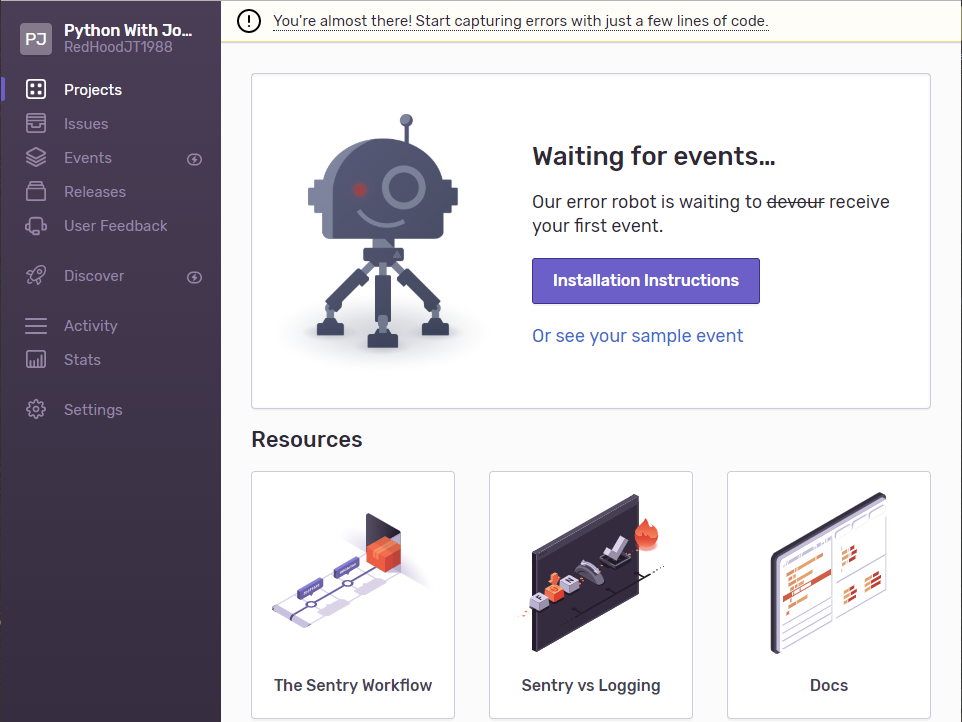 You're almost there! Start capturing errors with just a few lines of code.
PJ
Python With Jo...
RedHoodJT1988
Projects
Issues
Events
Releases
User Feedback
Discover
Activity
Stats
Settings
Waiting for events...
Our error robot is waiting to devour receive
your first event.
Installation Instructions
Or see your sample event
Resources
The Sentry Workflow
Sentry vs Logging
Docs